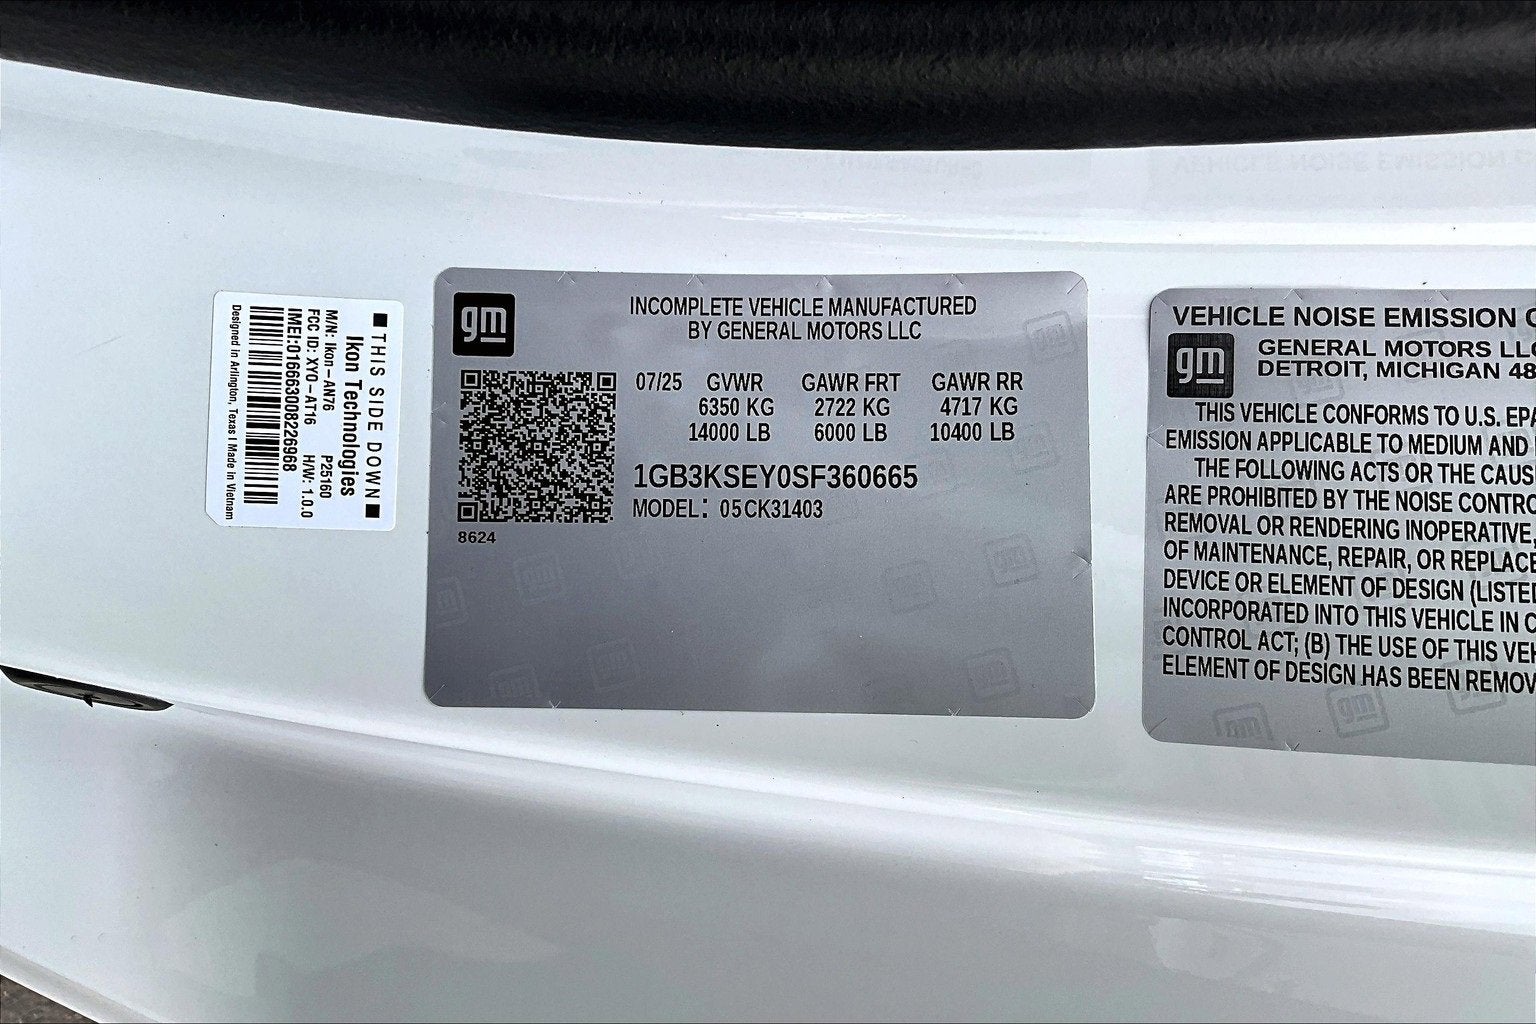 THIS SIDE DOWN
Ikon Technologies
M/N: Ikon-AN76 P25160
FCC ID: XYO-AT16 H/W: 1.0.0
IMEI:016663008226968
Designed in Arlington, Texas | Made in Vietnam
gm
INCOMPLETE VEHICLE MANUFACTURED
BY GENERAL MOTORS LLC
07/25 GVWR GAWR FRT GAWR RR
6350 KG 2722 KG 4717 KG
14000 LB 6000 LB 10400 LB
1GB3KSEY0SF360665
MODEL: 05CK31403
8624
VEHICLE NOISE EMISSION
gm
GENERAL MOTORS LLC
DETROIT, MICHIGAN 48
THIS VEHICLE CONFORMS TO U.S. EPA
EMISSION APPLICABLE TO MEDIUM AND
THE FOLLOWING ACTS OR THE CAUS
ARE PROHIBITED BY THE NOISE CONTRO
REMOVAL OR RENDERING INOPERATIVE,
OF MAINTENANCE, REPAIR, OR REPLACE
DEVICE OR ELEMENT OF DESIGN (LISTED
INCORPORATED INTO THIS VEHICLE IN C
CONTROL ACT; (B) THE USE OF THIS VEH
ELEMENT OF DESIGN HAS BEEN REMOV